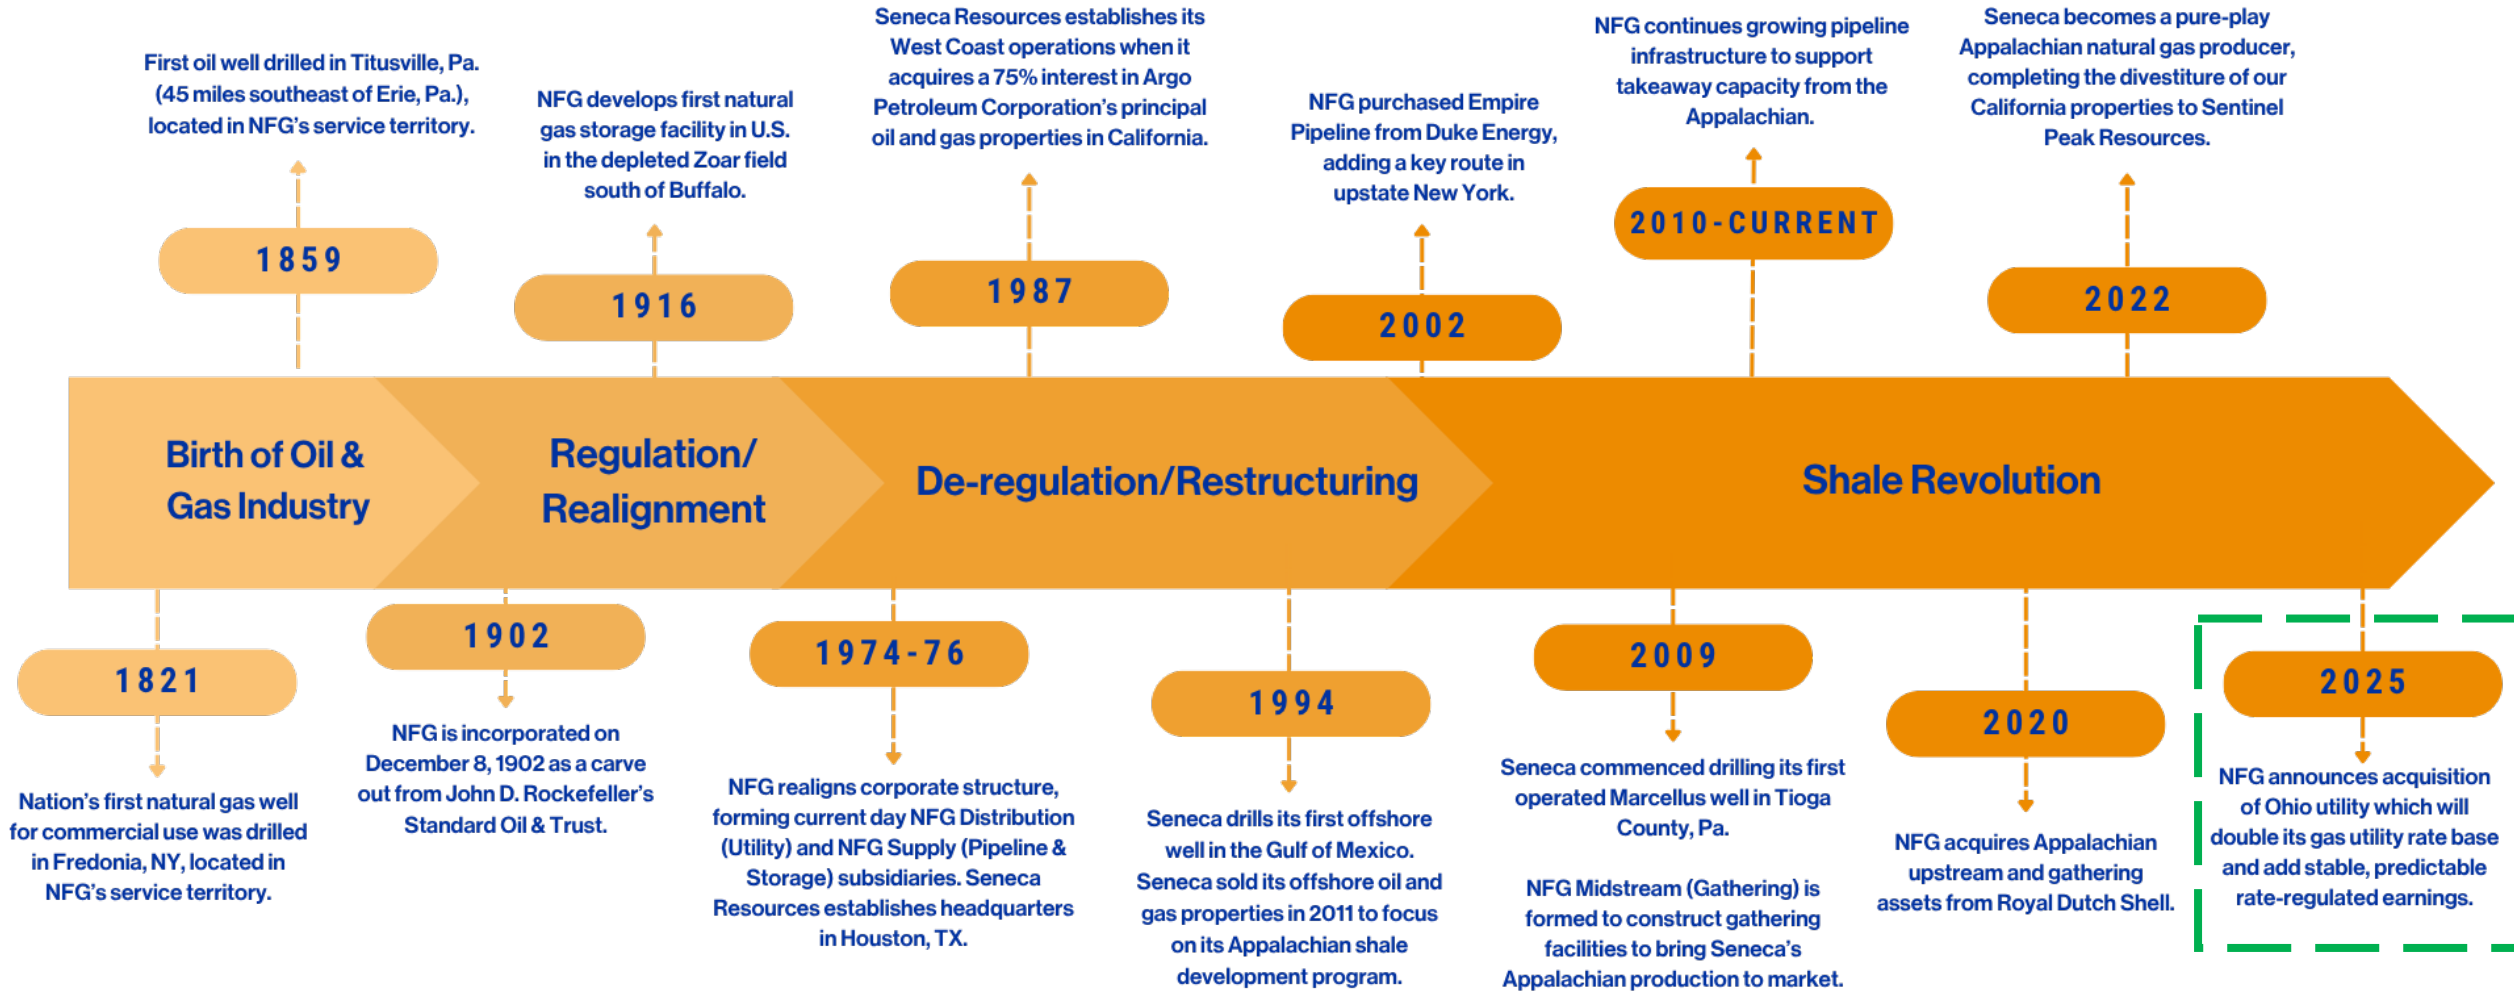 First oil well drilled in Titusville, Pa.
(45 miles southeast of Erie, Pa.),
located in NFG's service territory.
1859
NFG develops first natural
gas storage facility in U.S.
in the depleted Zoar field
south of Buffalo.
1916
Seneca Resources establishes its
West Coast operations when it
acquires a 75% interest in Argo
Petroleum Corporation's principal
oil and gas properties in California.
1987
NFG purchased Empire
Pipeline from Duke Energy,
adding a key route in
upstate New York.
2002
NFG continues growing pipeline
infrastructure to support
takeaway capacity from the
Appalachian.
2010-CURRENT
Seneca becomes a pure-play
Appalachian natural gas producer,
completing the divestiture of our
California properties to Sentinel
Peak Resources.
2022
Birth of Oil &
Gas Industry
Regulation/
Realignment
De-regulation/Restructuring
Shale Revolution
1821
Nation's first natural gas well
for commercial use was drilled
in Fredonia, NY, located in
NFG's service territory.
1902
NFG is incorporated on
December 8, 1902 as a carve
out from John D. Rockefeller's
Standard Oil & Trust.
1974-76
NFG realigns corporate structure,
forming current day NFG Distribution
(Utility) and NFG Supply (Pipeline &
Storage) subsidiaries. Seneca
Resources establishes headquarters
in Houston, TX.
1994
Seneca drills its first offshore
well in the Gulf of Mexico.
Seneca sold its offshore oil and
gas properties in 2011 to focus
on its Appalachian shale
development program.
2009
Seneca commenced drilling its first
operated Marcellus well in Tioga
County, Pa.
NFG Midstream (Gathering) is
formed to construct gathering
facilities to bring Seneca's
Appalachian production to market.
2020
NFG acquires Appalachian
upstream and gathering
assets from Royal Dutch Shell.
2025
NFG announces acquisition
of Ohio utility which will
double its gas utility rate base
and add stable, predictable
rate-regulated earnings.